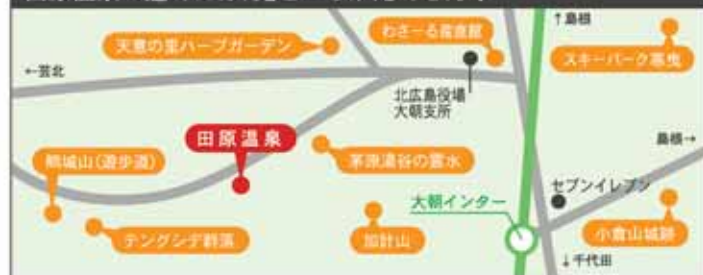 ↑島根
天意の里ハーブガーデン
わさーる産直館
スキーパーク寒曳
←芸北
北広島役場
大朝支所
田原温泉
島根→
鶴城山(遊歩道)
茅原湯谷の霊水
セブンイレブン
大朝インター
テングシデ群落
加計山
小倉山城跡
↓千代田